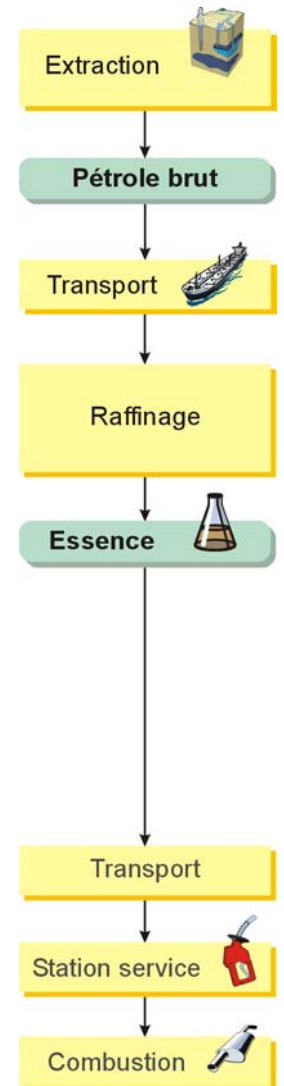 Extraction
Pétrole brut
Transport
Raffinage
Essence
Transport
Station service
Combustion